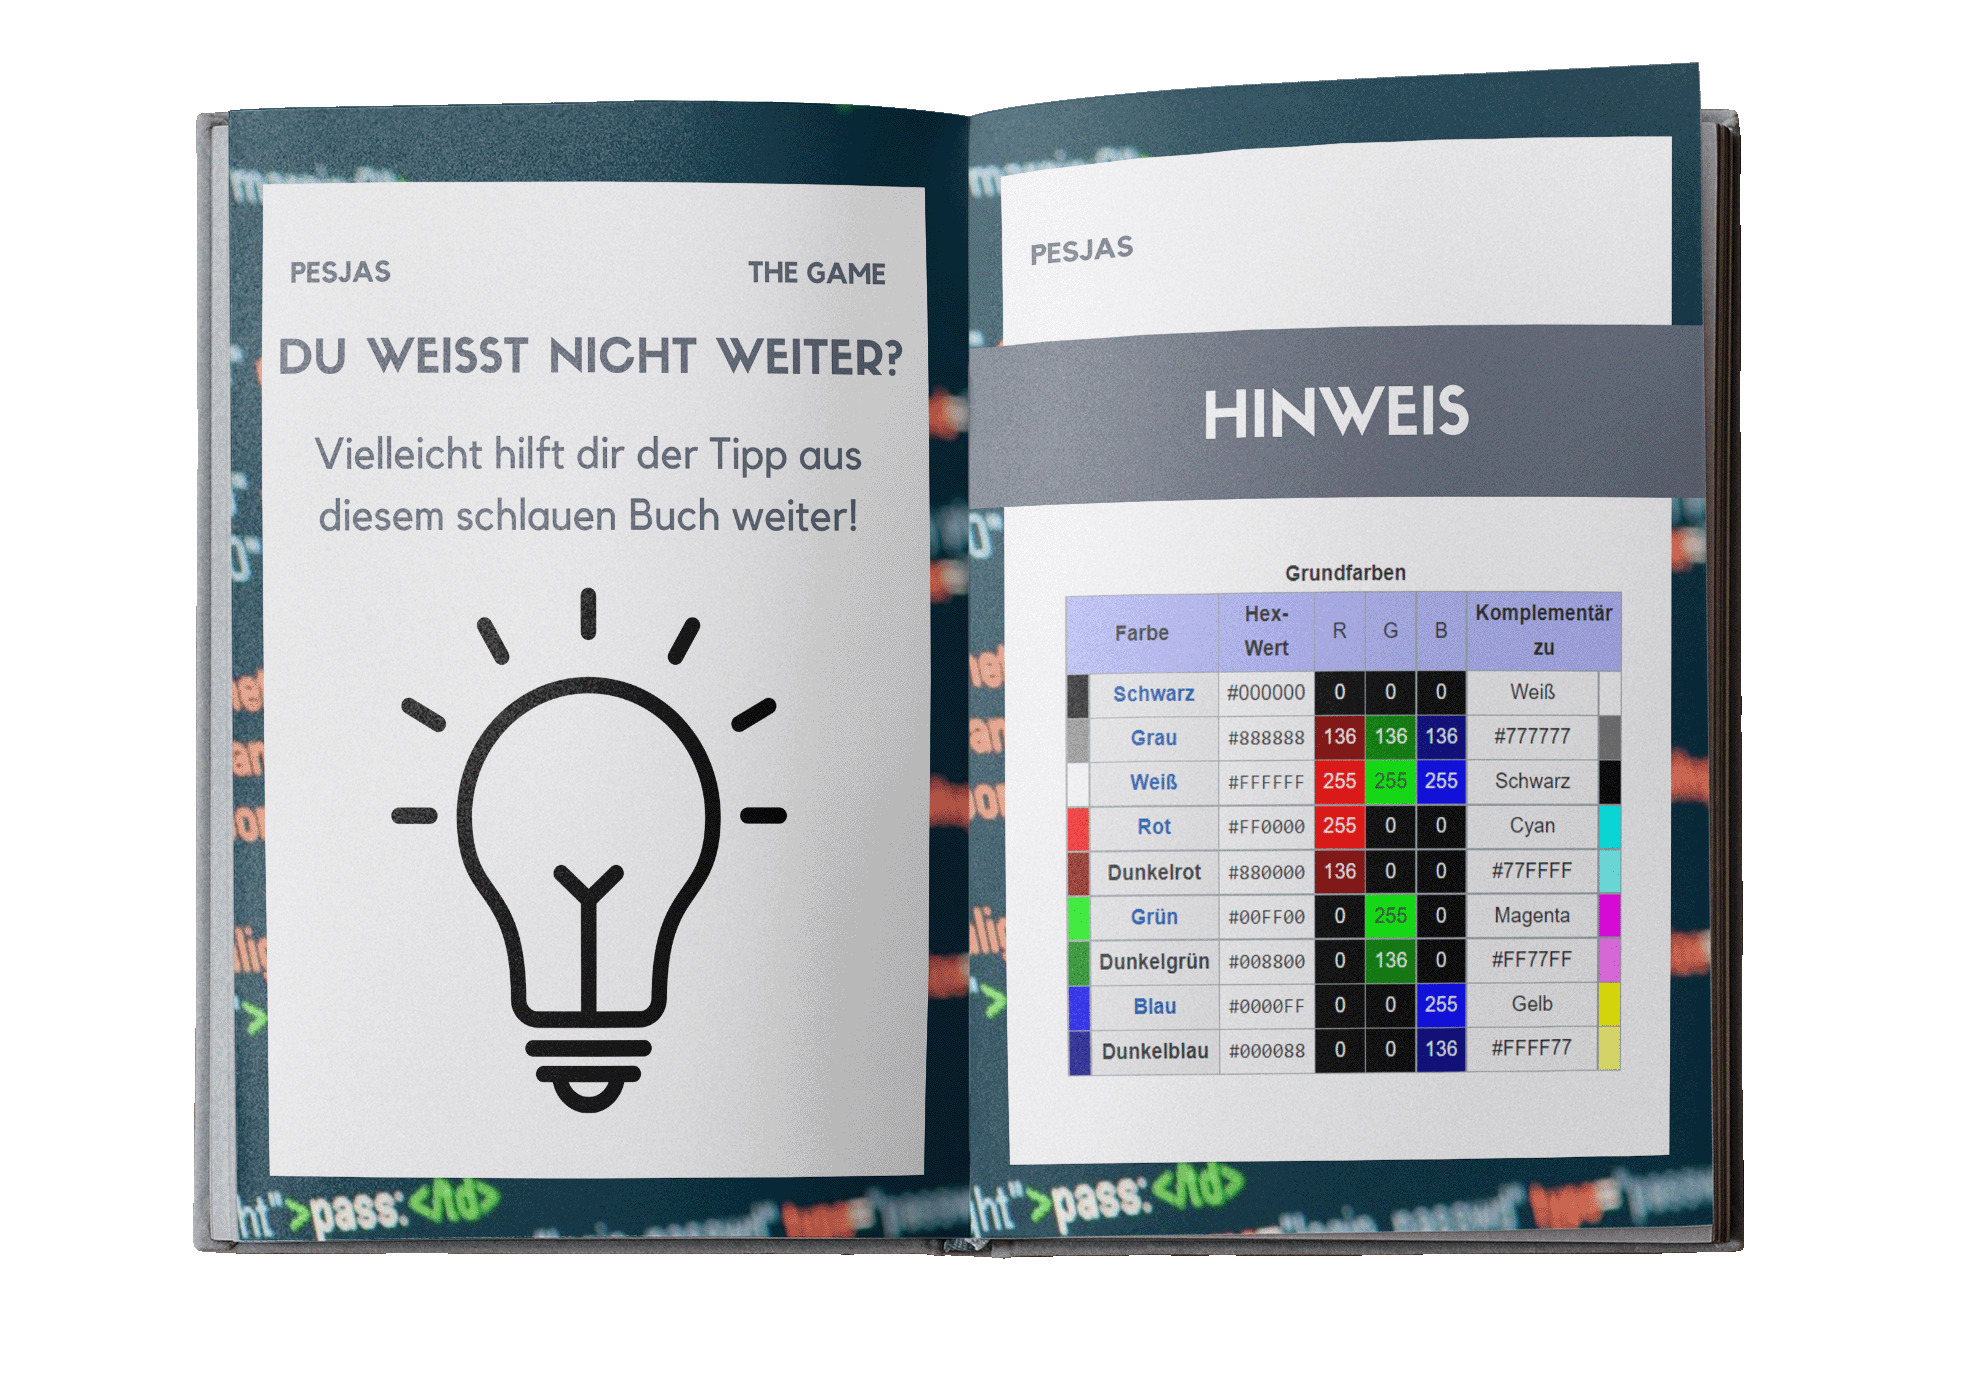 PESJAS THE GAME
DU WEISST NICHT WEITER?
Vielleicht hilft dir der Tipp aus
diesem schlauen Buch weiter!
ht">pass:</td>
PESJAS
HINWEIS
Grundfarben
Farbe Hex-Wert R G B Komplementär zu
Schwarz #000000 0 0 0 Weiß
Grau #888888 136 136 136 #777777
Weiß #FFFFFF 255 255 255 Schwarz
Rot #FF0000 255 0 0 Cyan
Dunkelrot #880000 136 0 0 #77FFFF
Grün #00FF00 0 255 0 Magenta
Dunkelgrün #008800 0 136 0 #FF77FF
Blau #0000FF 0 0 255 Gelb
Dunkelblau #000088 0 0 136 #FFFF77
ht">pass:</td>